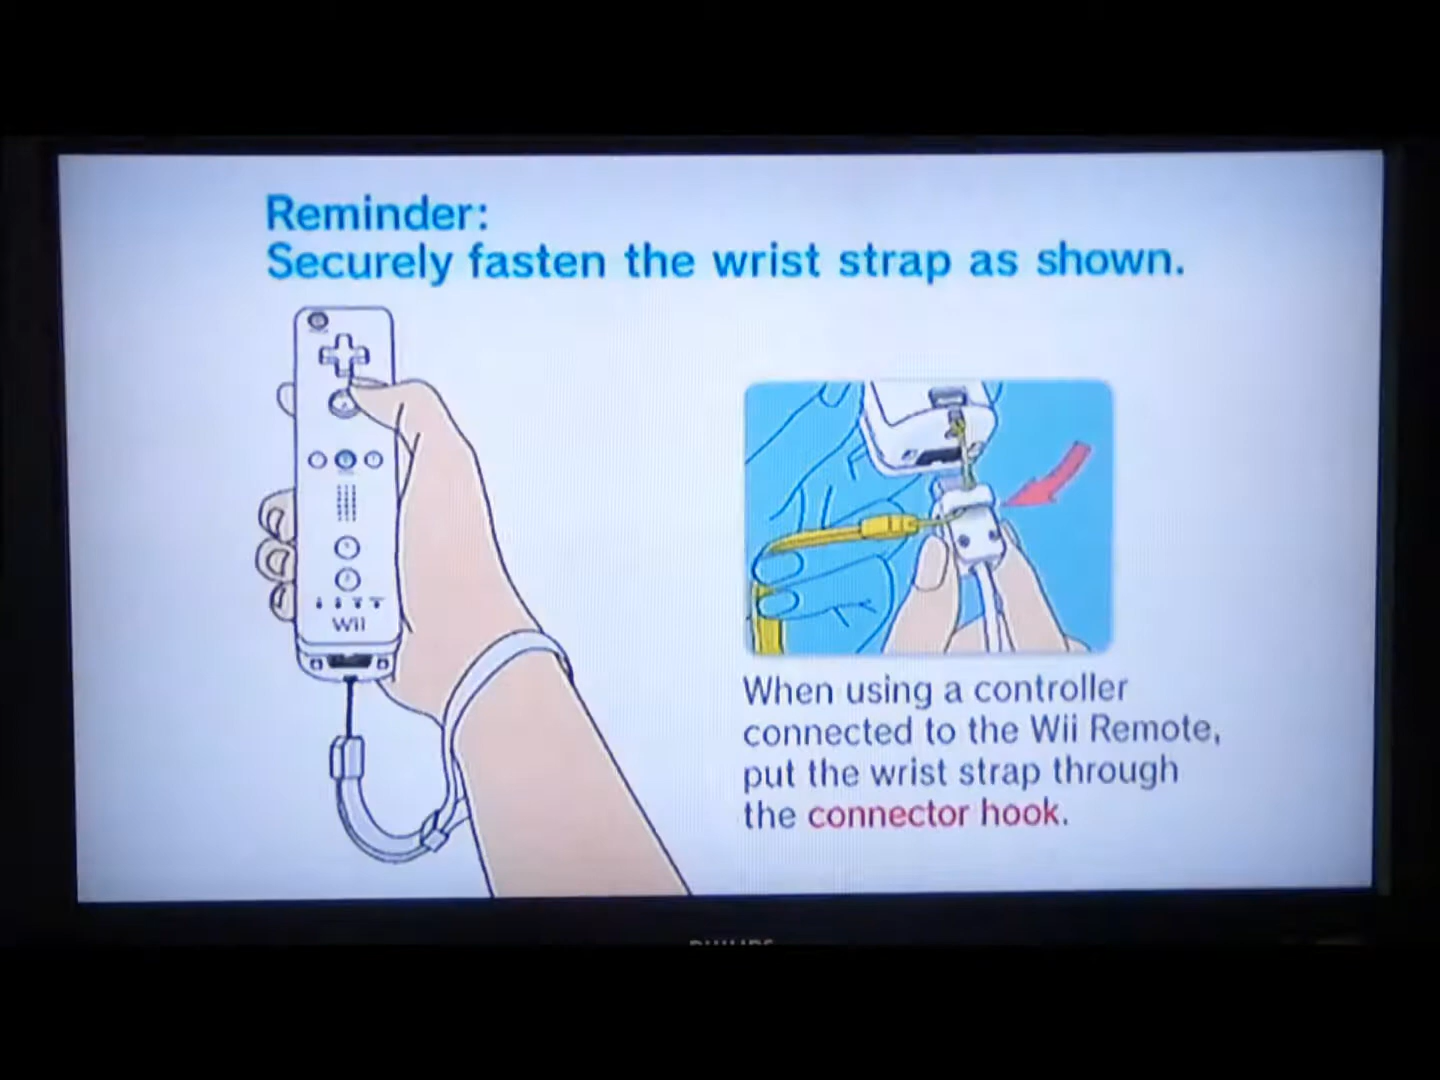 Reminder:
Securely fasten the wrist strap as shown.
Wii
When using a controller
connected to the Wii Remote,
put the wrist strap through
the connector hook.
PHILIPS